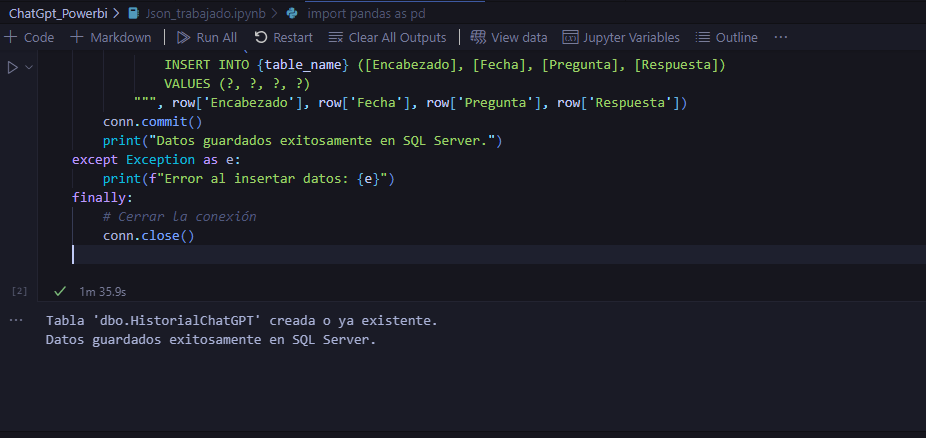 ChatGpt_Powerbi > Json_trabajado.ipynb > import pandas as pd
+ Code + Markdown | Run All Restart Clear All Outputs | View data Jupyter Variables Outline ...
INSERT INTO {table_name} ([Encabezado], [Fecha], [Pregunta], [Respuesta])
VALUES (?, ?, ?, ?)
""", row['Encabezado'], row['Fecha'], row['Pregunta'], row['Respuesta'])
conn.commit()
print("Datos guardados exitosamente en SQL Server.")
except Exception as e:
print(f"Error al insertar datos: {e}")
finally:
# Cerrar la conexión
conn.close()
[2] 1m 35.9s
... Tabla 'dbo.HistorialChatGPT' creada o ya existente.
Datos guardados exitosamente en SQL Server.